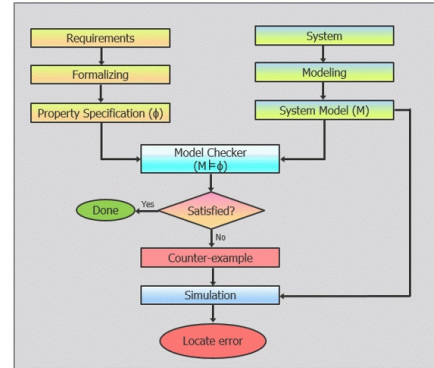 Requirements
System
Formalizing
Modeling
Property Specification (ϕ)
System Model (M)
Model Checker
(M ⊨ ϕ)
Satisfied?
Yes
Done
No
Counter-example
Simulation
Locate error